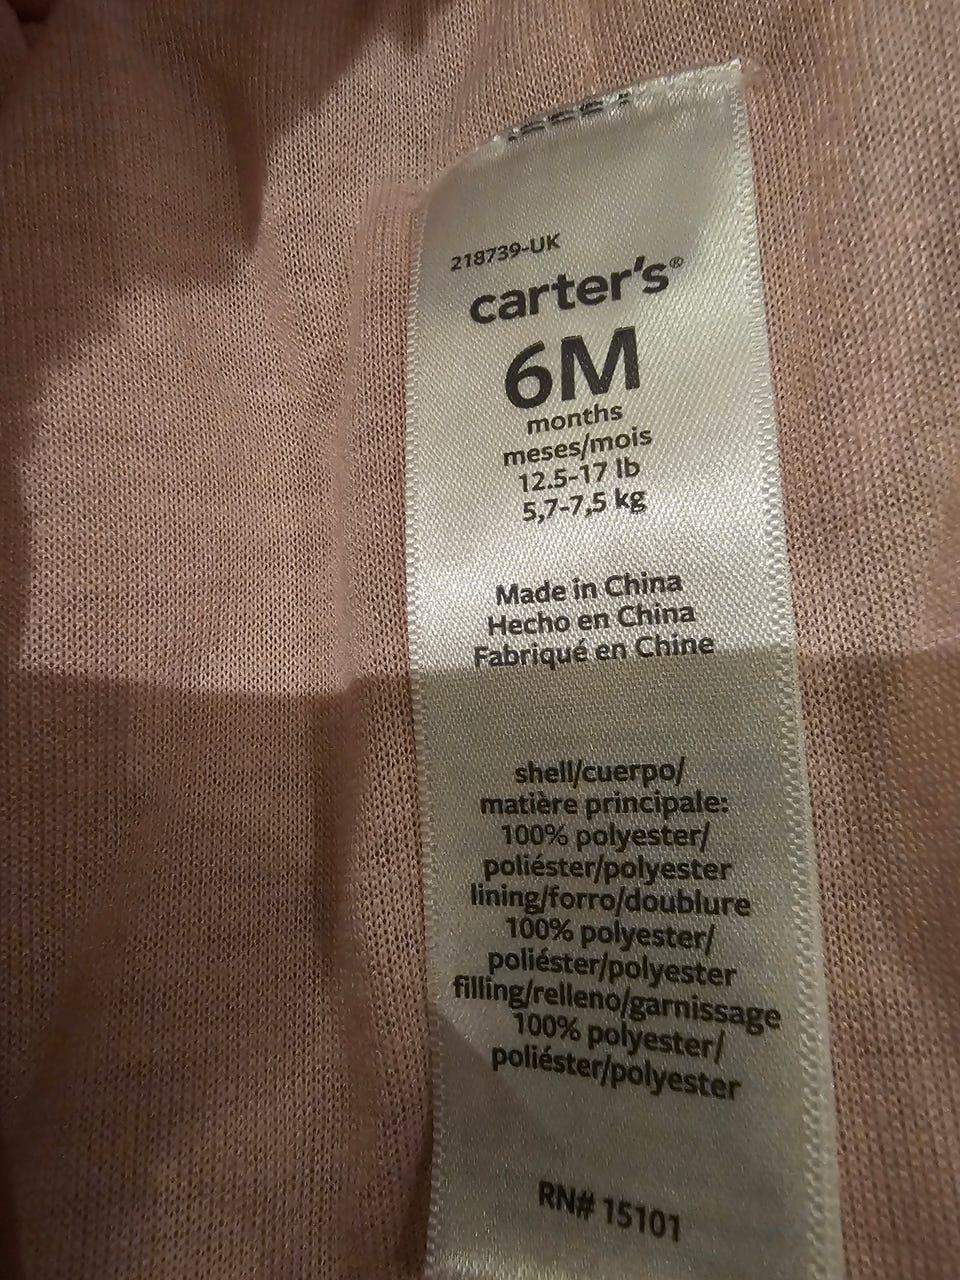 218739-UK
carter's®
6M
months
meses/mois
12.5-17 lb
5,7-7,5 kg
Made in China
Hecho en China
Fabriqué en Chine
shell/cuerpo/
matière principale:
100% polyester/
poliéster/polyester
lining/forro/doublure
100% polyester/
poliéster/polyester
filling/relleno/garnissage
100% polyester/
poliéster/polyester
RN# 15101